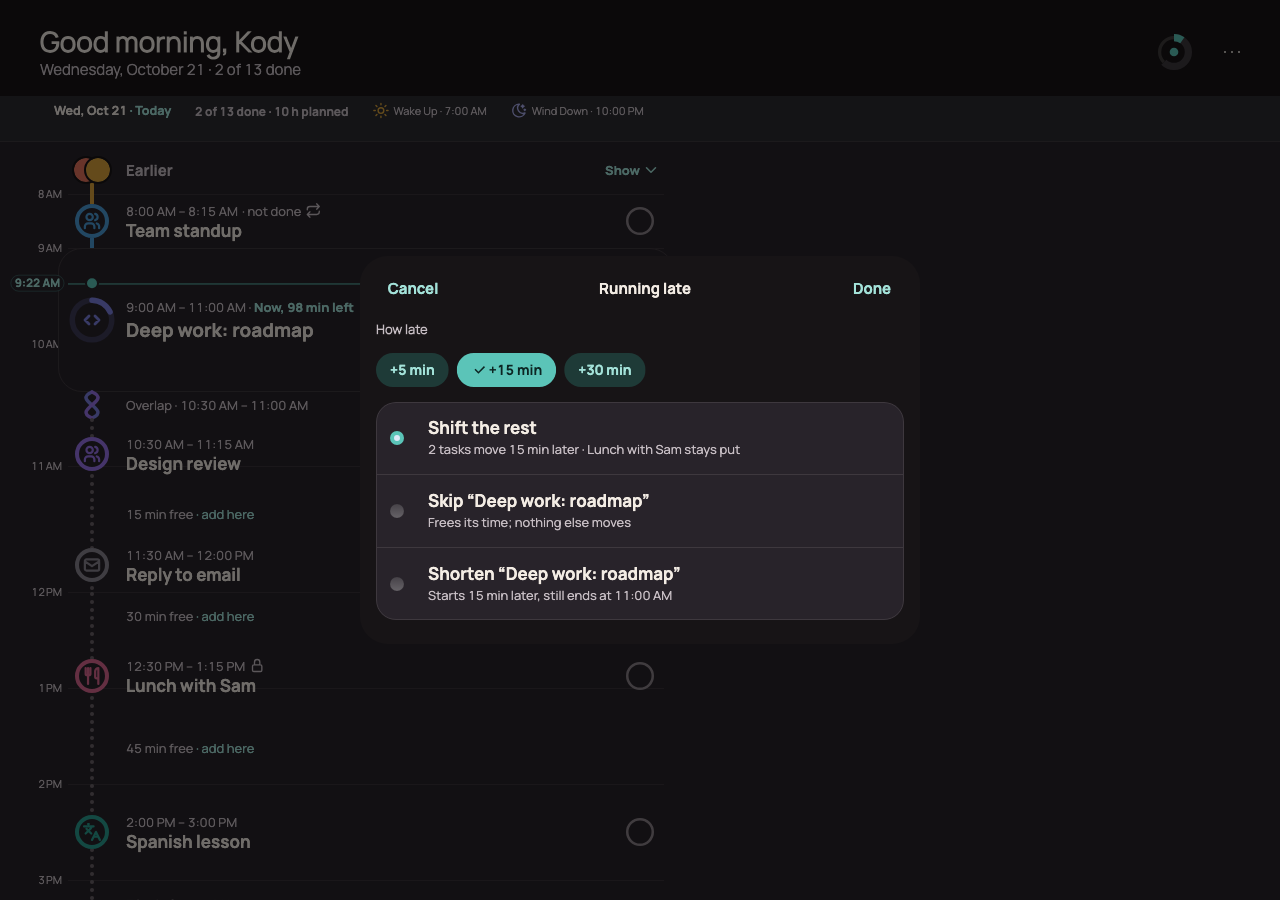 Good morning, Kody
Wednesday, October 21 · 2 of 13 done
Wed, Oct 21 · Today
2 of 13 done · 10 h planned
Wake Up · 7:00 AM
Wind Down · 10:00 PM
Earlier
Show
8 AM
8:00 AM – 8:15 AM · not done
Team standup
9 AM
9:22 AM
9:00 AM – 11:00 AM · Now, 98 min left
Deep work: roadmap
10 AM
Overlap · 10:30 AM – 11:00 AM
10:30 AM – 11:15 AM
Design review
11 AM
15 min free · add here
11:30 AM – 12:00 PM
Reply to email
12 PM
30 min free · add here
12:30 PM – 1:15 PM
Lunch with Sam
1 PM
45 min free · add here
2 PM
2:00 PM – 3:00 PM
Spanish lesson
3 PM
Cancel
Running late
Done
How late
+5 min
+15 min
+30 min
Shift the rest
2 tasks move 15 min later · Lunch with Sam stays put
Skip “Deep work: roadmap”
Frees its time; nothing else moves
Shorten “Deep work: roadmap”
Starts 15 min later, still ends at 11:00 AM